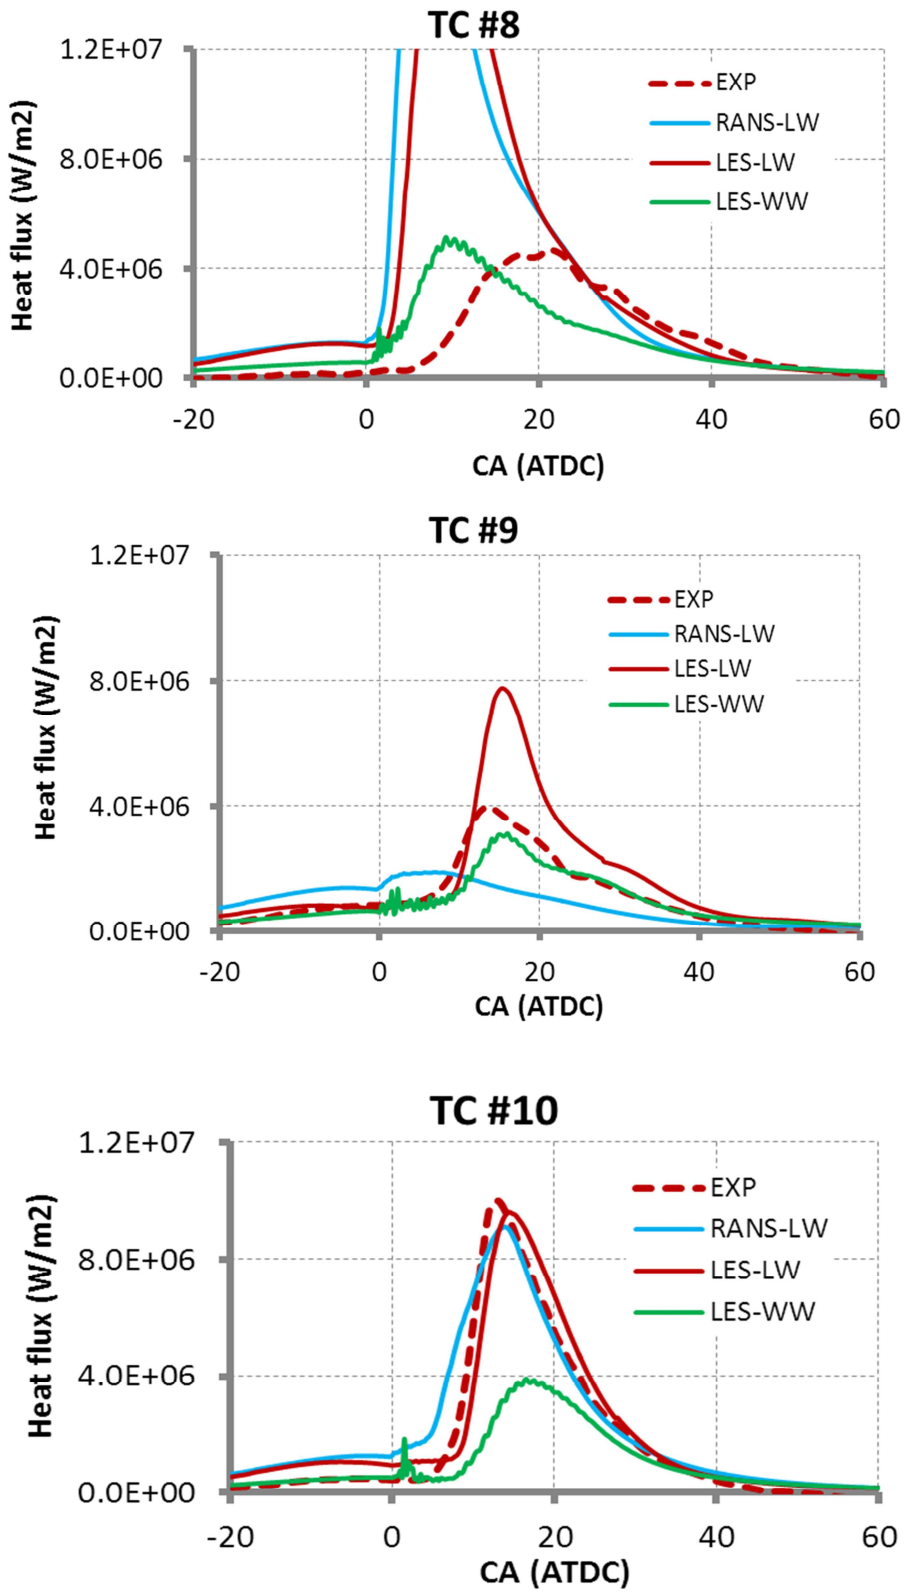 TC #8
1.2E+07
8.0E+06
4.0E+06
0.0E+00
Heat flux (W/m2)
EXP
RANS-LW
LES-LW
LES-WW
-20 0 20 40 60
CA (ATDC)
TC #9
1.2E+07
8.0E+06
4.0E+06
0.0E+00
Heat flux (W/m2)
EXP
RANS-LW
LES-LW
LES-WW
-20 0 20 40 60
CA (ATDC)
TC #10
1.2E+07
8.0E+06
4.0E+06
0.0E+00
Heat flux (W/m2)
EXP
RANS-LW
LES-LW
LES-WW
-20 0 20 40 60
CA (ATDC)